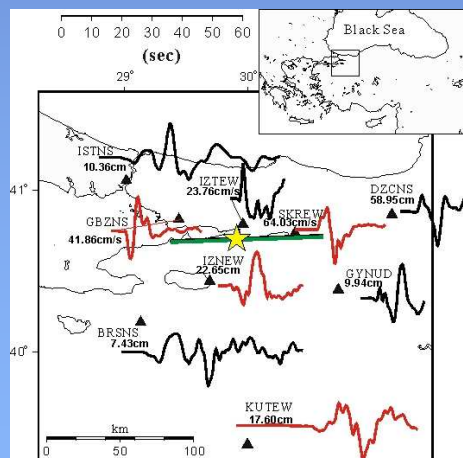 0 10 20 30 40 50 60
(sec)
Black Sea
29° 30°
ISTNS
10.36cm
41°
IZTEW
23.76cm/s
DZCNS
58.95cm
GBZNS
41.86cm/s
SKREW
64.03cm/s
IZNEW
22.65cm
GYNUD
9.94cm
BRSNS
7.43cm
40°
KUTEW
17.60cm
km
0 50 100